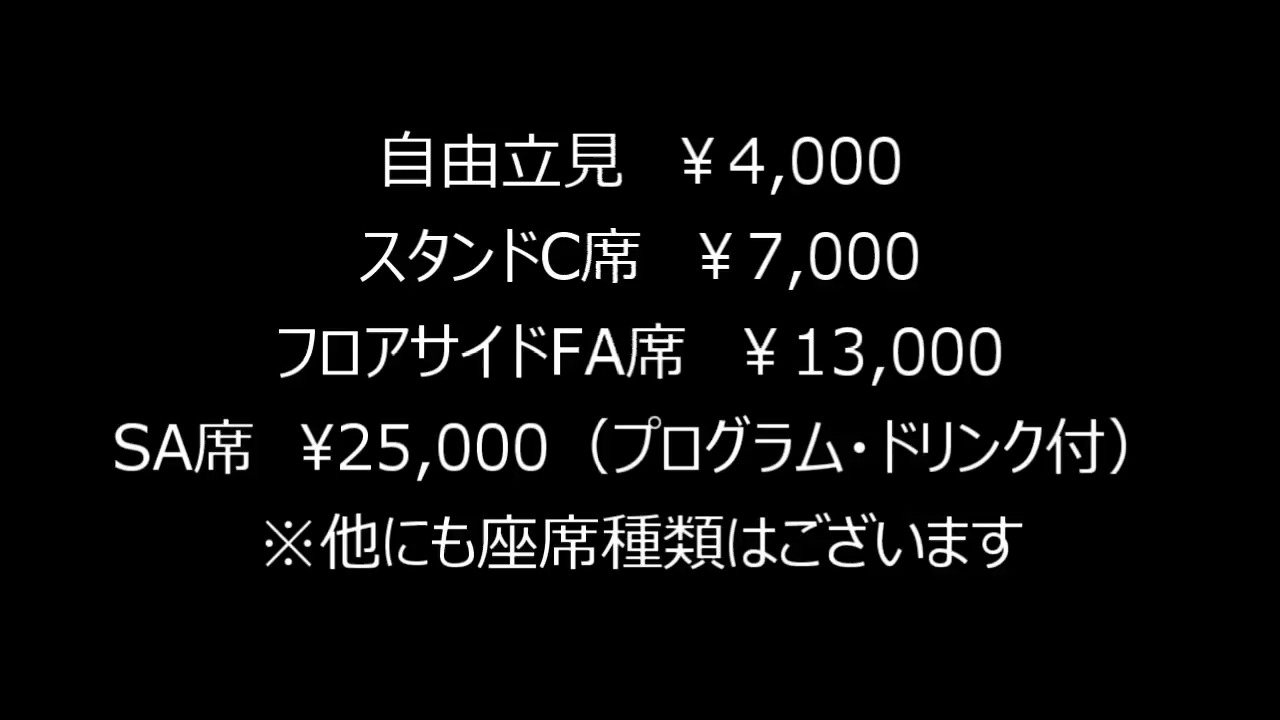 自由立見　￥4,000
スタンドC席　￥7,000
フロアサイドFA席　￥13,000
SA席　¥25,000（プログラム・ドリンク付）
※他にも座席種類はございます